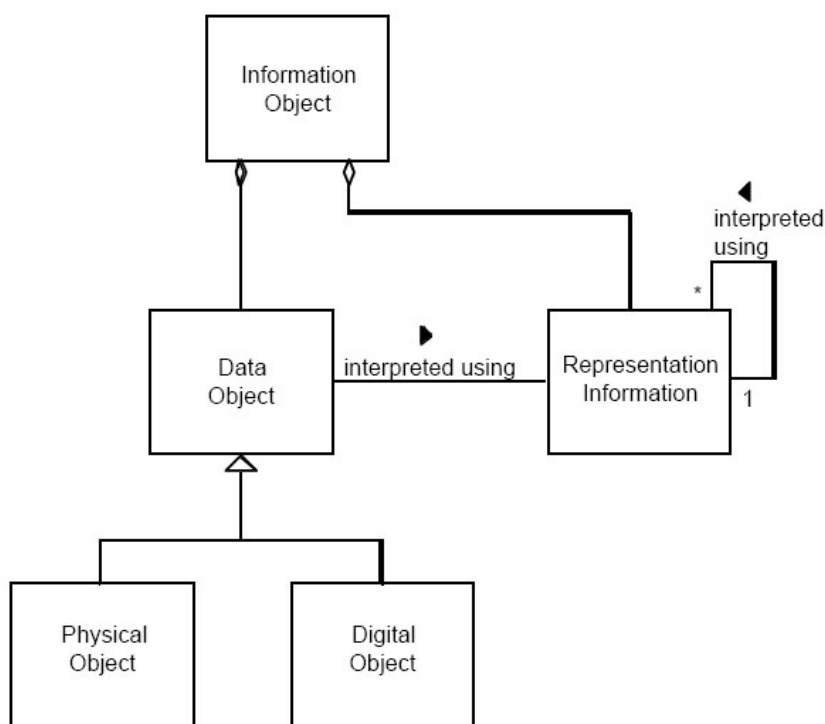 Information
Object
interpreted
using
*
Data
Object
interpreted using
Representation
Information
1
Physical
Object
Digital
Object